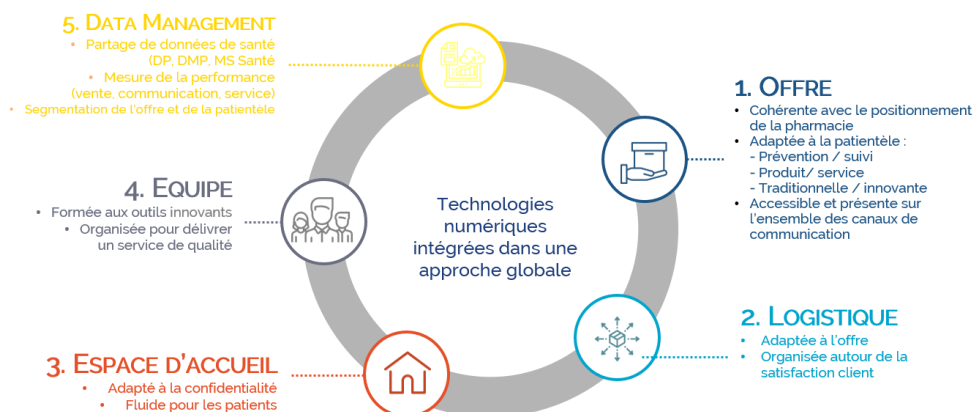 5. DATA MANAGEMENT
• Partage de données de santé
(DP, DMP, MS Santé
• Mesure de la performance
(vente, communication, service)
• Segmentation de l'offre et de la patientèle
1. OFFRE
• Cohérente avec le positionnement
de la pharmacie
• Adaptée à la patientèle :
- Prévention / suivi
- Produit/ service
- Traditionnelle / innovante
• Accessible et présente sur
l'ensemble des canaux de
communication
4. EQUIPE
• Formée aux outils innovants
• Organisée pour délivrer
un service de qualité
Technologies
numériques
intégrées dans une
approche globale
2. LOGISTIQUE
• Adaptée à l'offre
• Organisée autour de la
satisfaction client
3. ESPACE D'ACCUEIL
• Adapté à la confidentialité
• Fluide pour les patients